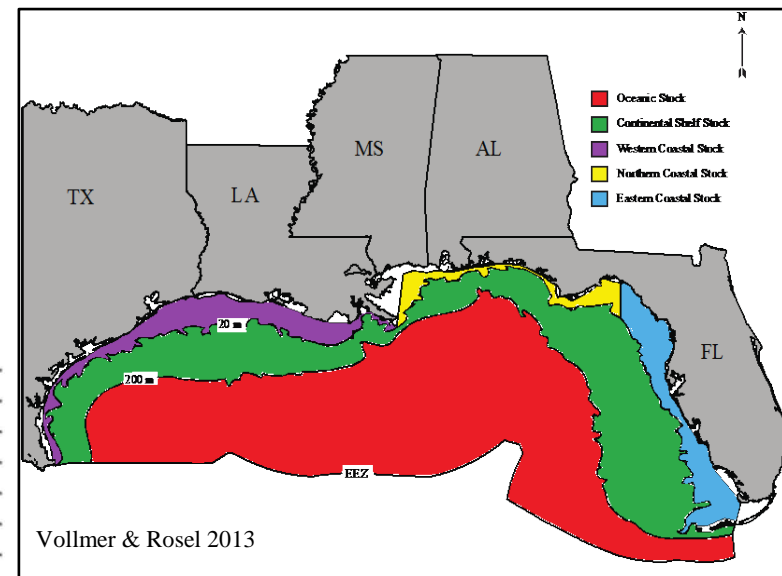 N
Oceanic Stock
Continental Shelf Stock
Western Coastal Stock
Northern Coastal Stock
Eastern Coastal Stock
MS
AL
TX
LA
FL
20 m
200 m
EEZ
Vollmer & Rosel 2013